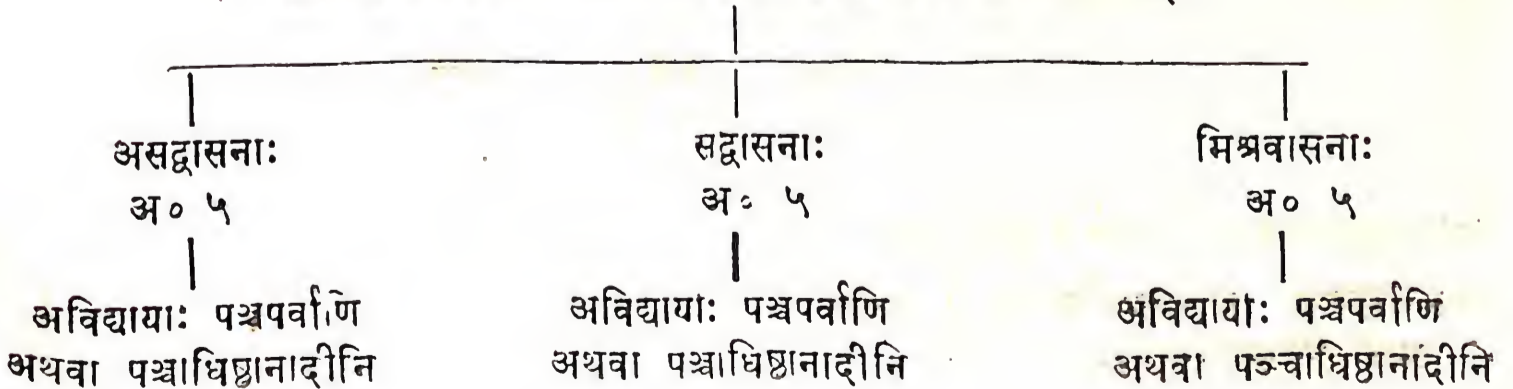 असद्वासनाः सद्वासनाः मिश्रवासनाः
अ० ५ अ० ५ अ० ५
अविद्यायाः पञ्चपर्वाणि अविद्यायाः पञ्चपर्वाणि अविद्यायाः पञ्चपर्वाणि
अथवा पञ्चाधिष्ठानादीनि अथवा पञ्चाधिष्ठानादीनि अथवा पञ्चाधिष्ठानादीनि